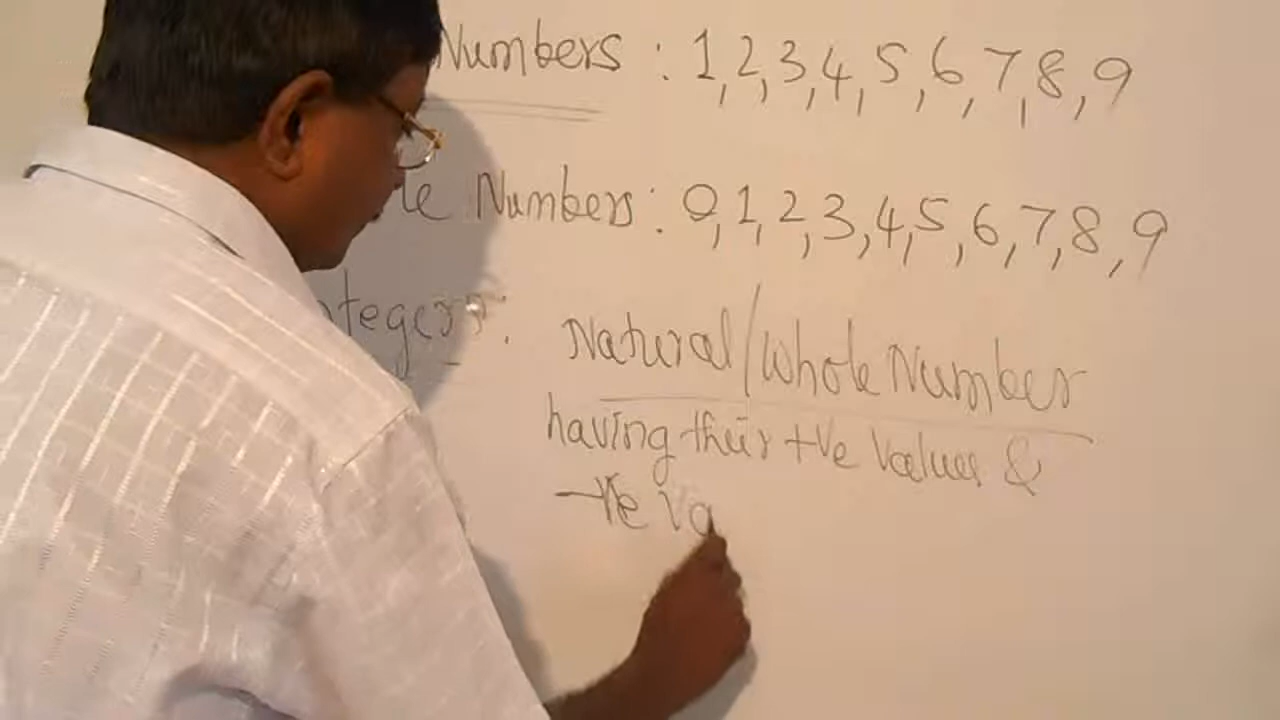 Numbers : 1, 2, 3, 4, 5, 6, 7, 8, 9
le Numbers : 0, 1, 2, 3, 4, 5, 6, 7, 8, 9
ntegers : Natural/Whole Number
having their +ve values &
-ve va